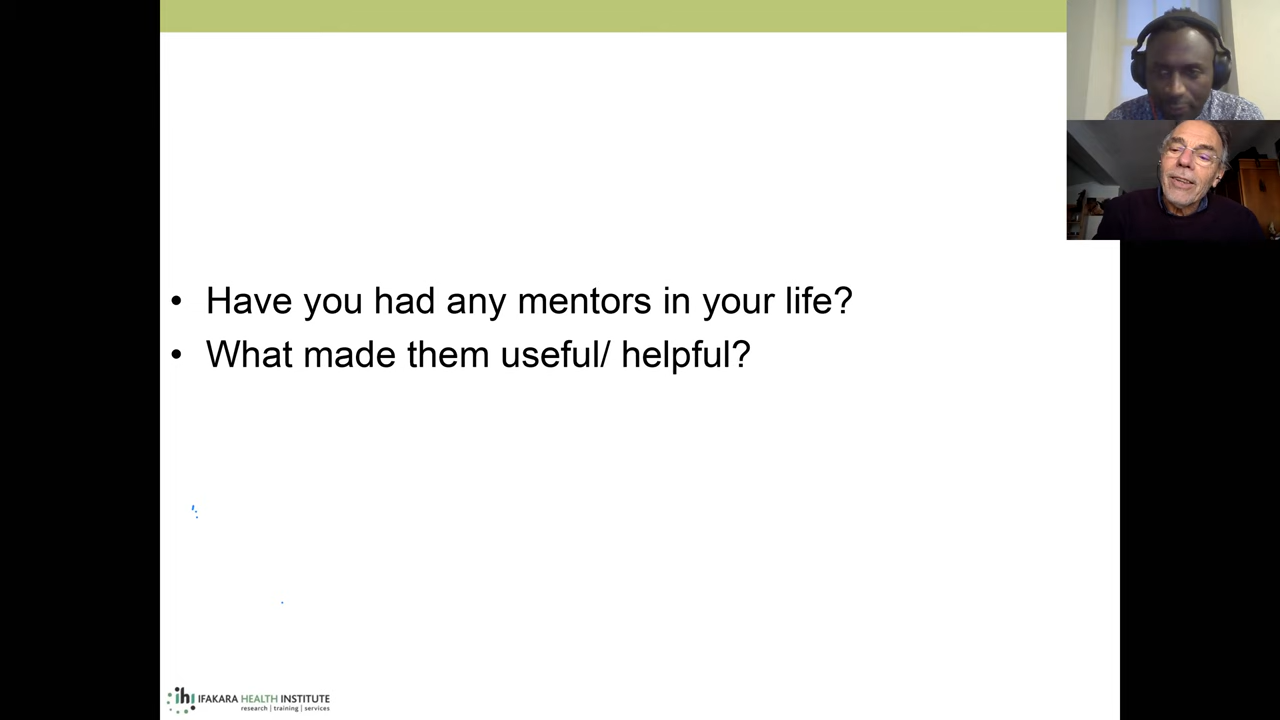 • Have you had any mentors in your life?
• What made them useful/ helpful?
ihi IFAKARA HEALTH INSTITUTE
research | training | services